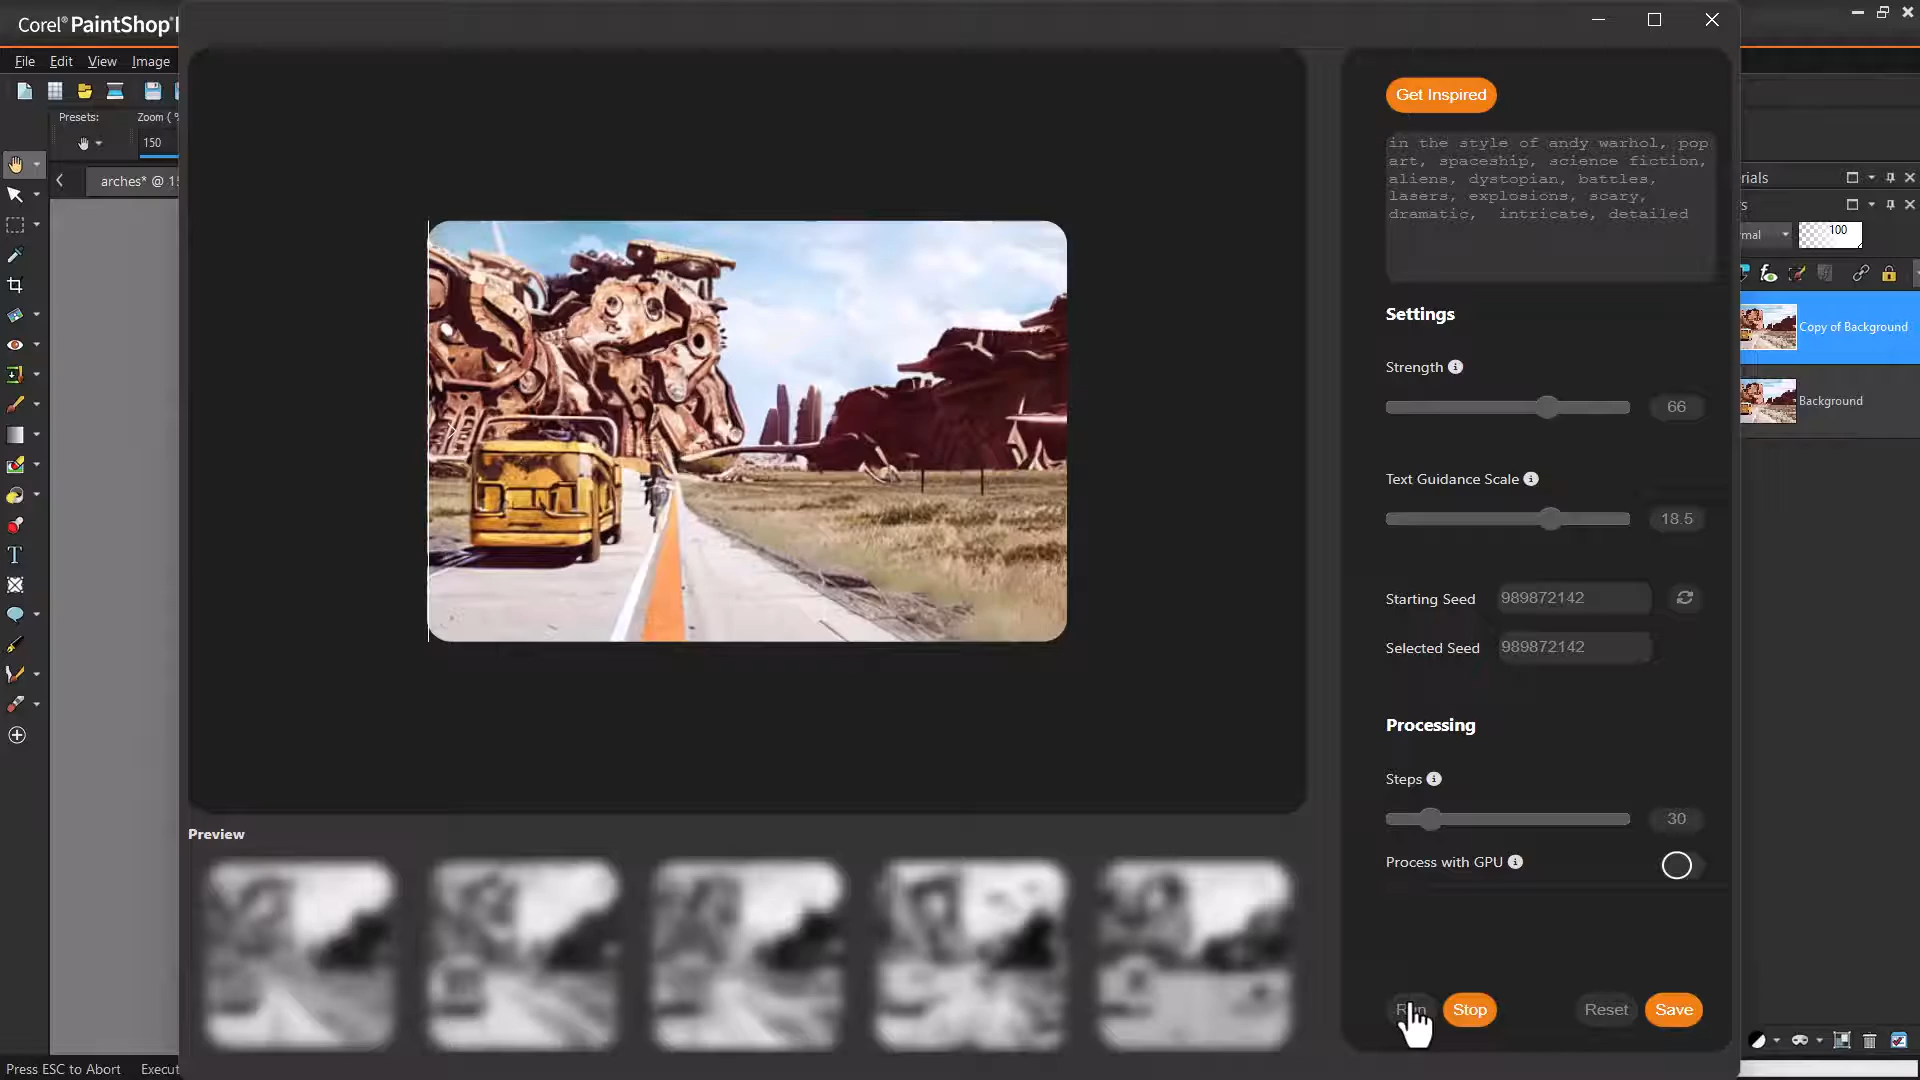 Corel® PaintShop
File Edit View Image
Presets: Zoom (
150
arches* @
Get Inspired
in the style of andy warhol, pop
art, spaceship, science fiction,
aliens, dystopian, battles,
lasers, explosions, scary,
dramatic, intricate, detailed
Settings
Strength
66
Text Guidance Scale
18.5
Starting Seed 989872142
Selected Seed 989872142
Processing
Steps
30
Process with GPU
Run Stop Reset Save
Preview
100
Copy of Background
Background
Press ESC to Abort